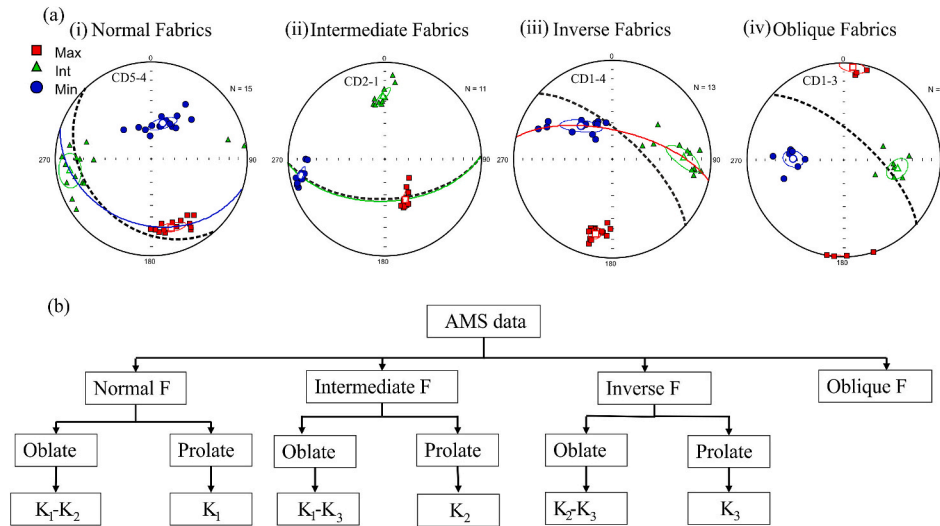 (a)
(i) Normal Fabrics
(ii) Intermediate Fabrics
(iii) Inverse Fabrics
(iv) Oblique Fabrics
Max
Int
Min
CD5-4
0
N = 15
270
90
180
CD2-1
0
N = 11
270
90
180
CD1-4
0
N = 13
270
90
180
CD1-3
0
N =
270
180
(b)
AMS data
Normal F
Intermediate F
Inverse F
Oblique F
Oblate
Prolate
Oblate
Prolate
Oblate
Prolate
K₁-K₂
K₁
K₁-K₃
K₂
K₂-K₃
K₃